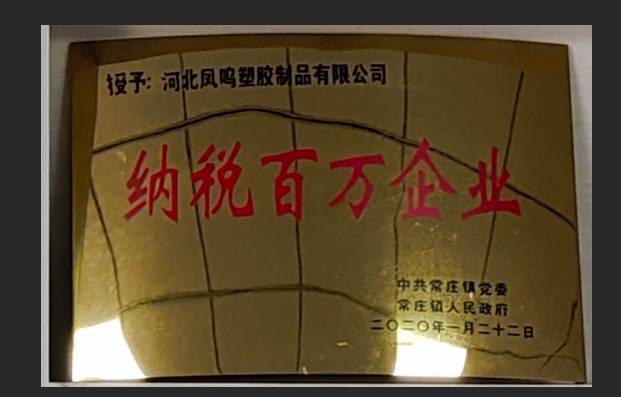 授予：河北凤鸣塑胶制品有限公司
纳税百万企业
中共常庄镇党委
常庄镇人民政府
二〇二〇年一月二十二日